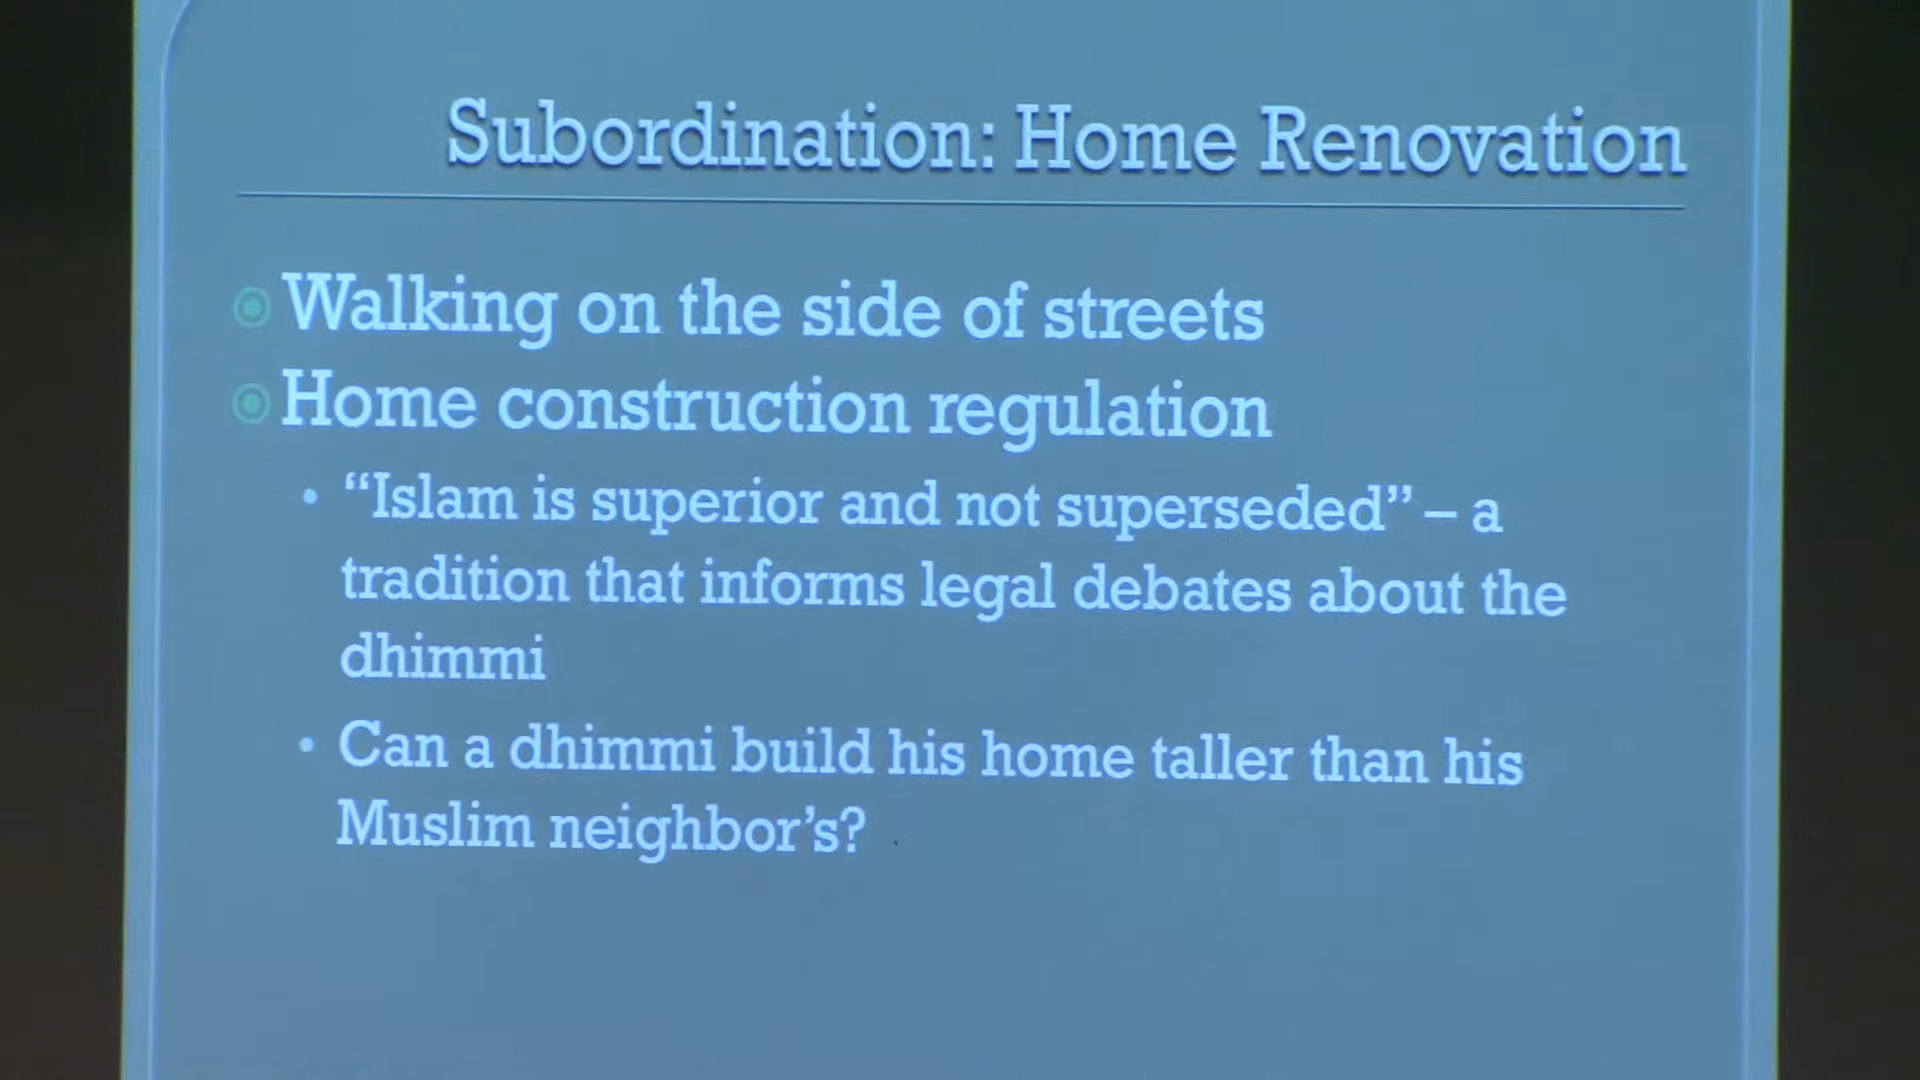 Subordination: Home Renovation
Walking on the side of streets
Home construction regulation
“Islam is superior and not superseded” – a
tradition that informs legal debates about the
dhimmi
Can a dhimmi build his home taller than his
Muslim neighbor’s?